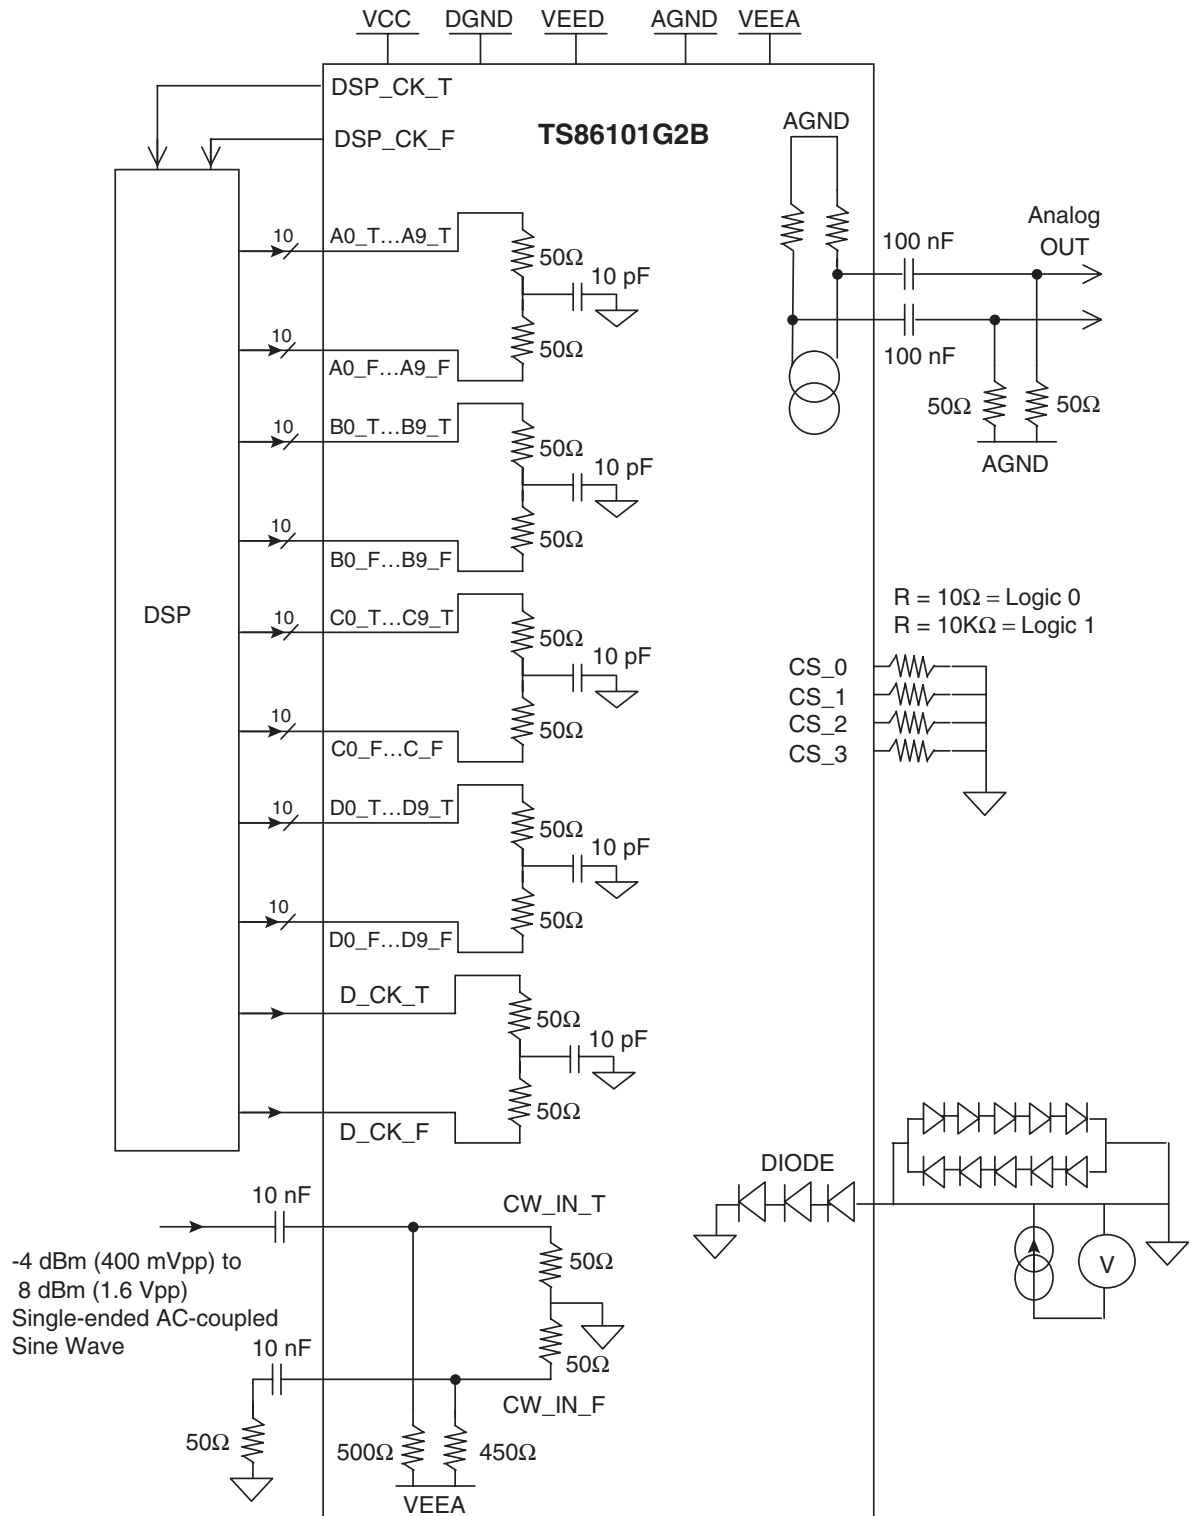 VCC DGND VEED AGND VEEA
DSP_CK_T
DSP_CK_F
TS86101G2B
AGND
Analog
OUT
100 nF
100 nF
50Ω 50Ω
AGND
10 A0_T...A9_T
50Ω
10 pF
50Ω
10
A0_F...A9_F
10 B0_T...B9_T
50Ω
10 pF
50Ω
10
B0_F...B9_F
DSP
10 C0_T...C9_T
50Ω
10 pF
50Ω
10
C0_F...C_F
R = 10Ω = Logic 0
R = 10KΩ = Logic 1
CS_0
CS_1
CS_2
CS_3
10 D0_T...D9_T
50Ω
10 pF
50Ω
10
D0_F...D9_F
D_CK_T
50Ω
10 pF
50Ω
D_CK_F
DIODE
V
10 nF
CW_IN_T
50Ω
-4 dBm (400 mVpp) to
8 dBm (1.6 Vpp)
Single-ended AC-coupled
Sine Wave
10 nF
50Ω
CW_IN_F
50Ω
500Ω 450Ω
VEEA